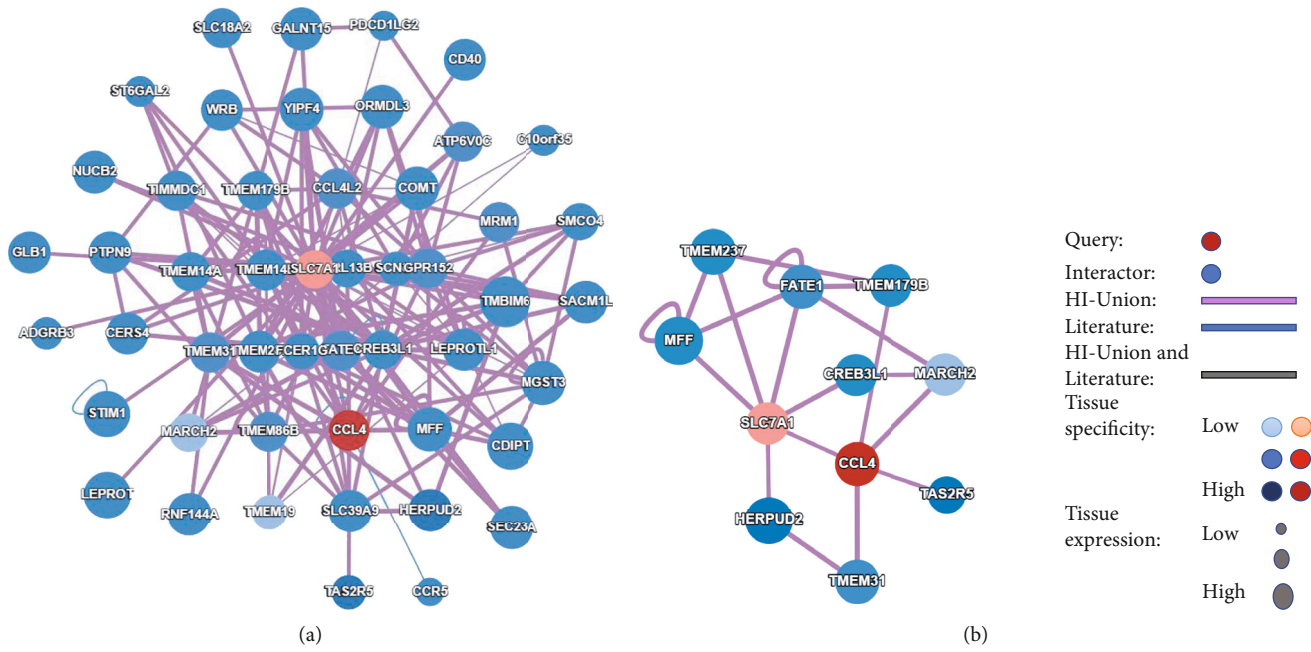 SLC18A2
GALNT15
PDCD1LG2
CD40
ST6GAL2
WRB
YIPF4
ORMDL3
ATP6V0C
C10orf35
NUCB2
TIMMDC1
TMEM179B
CCL4L2
COMT
MRM1
SMCO4
GLB1
PTPN9
TMEM14A
TMEM14
SLC7A1
L13B
SCN
GPR152
TMBIM6
SACM1L
ADGRB3
CERS4
TMEM31
TMEM2
FCER1
GATE
CREB3L1
LEPROTL1
MGST3
STIM1
MARCH2
TMEM86B
CCL4
MFF
CDIPT
LEPROT
RNF144A
TMEM19
SLC39A9
HERPUD2
SEC23A
TAS2R5
CCR5
(a)
TMEM237
FATE1
TMEM179B
MFF
CREB3L1
MARCH2
SLC7A1
CCL4
TAS2R5
HERPUD2
TMEM31
(b)
Query:
Interactor:
HI-Union:
Literature:
HI-Union and
Literature:
Tissue
specificity:
Low
High
Tissue
expression:
Low
High